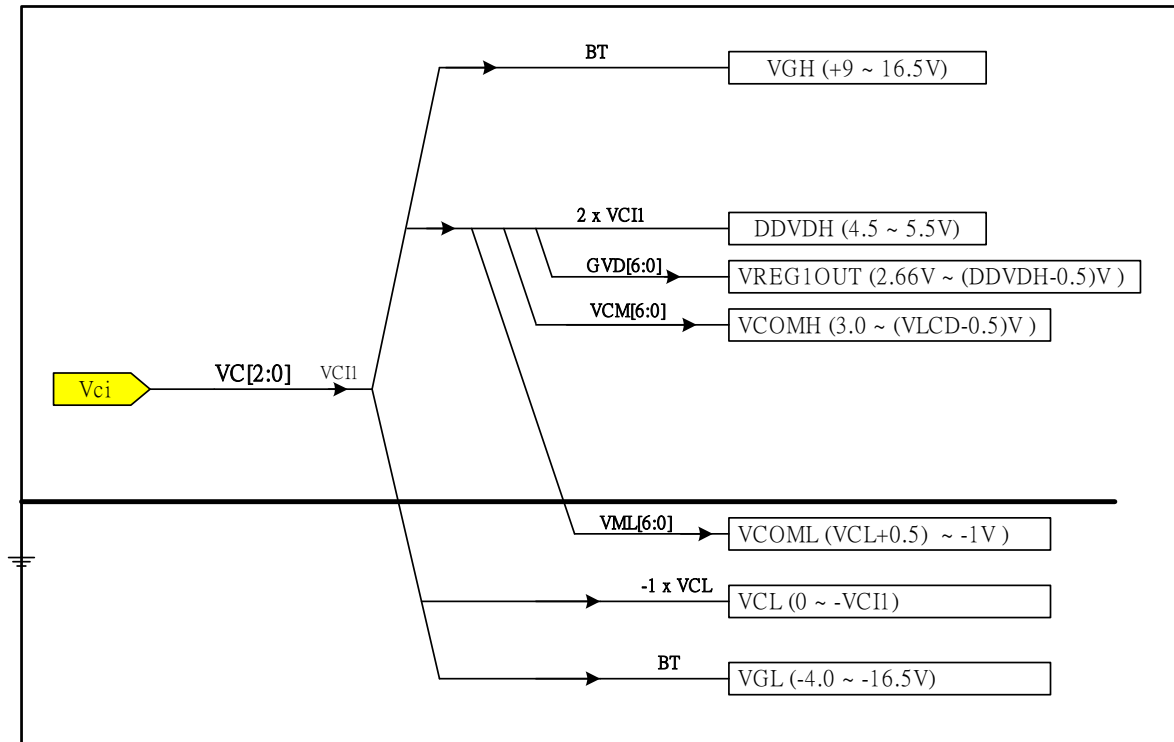 BT
VGH (+9 ~ 16.5V)
2 x VCI1
DDVDH (4.5 ~ 5.5V)
GVD[6:0]
VREG1OUT (2.66V ~ (DDVDH-0.5)V )
VCM[6:0]
VCOMH (3.0 ~ (VLCD-0.5)V )
Vci
VC[2:0]
VCI1
VML[6:0]
VCOML (VCL+0.5) ~ -1V )
-1 x VCL
VCL (0 ~ -VCI1)
BT
VGL (-4.0 ~ -16.5V)